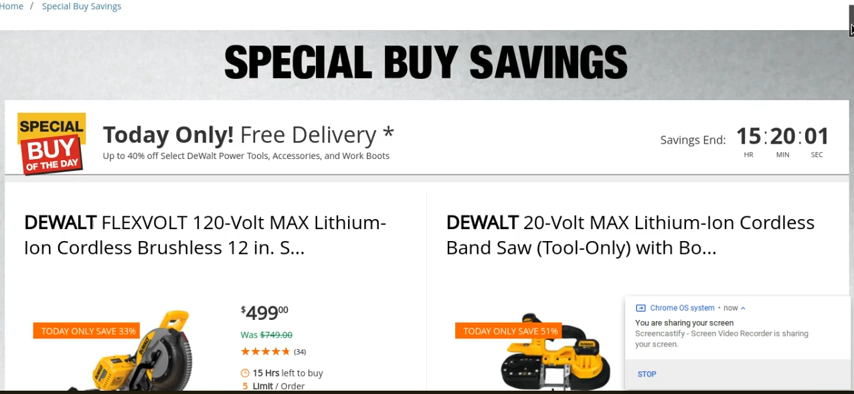 Home / Special Buy Savings
SPECIAL BUY SAVINGS
SPECIAL
BUY
OF THE DAY
Today Only! Free Delivery *
Up to 40% off Select DeWalt Power Tools, Accessories, and Work Boots
Savings End: 15:20:01
HR MIN SEC
DEWALT FLEXVOLT 120-Volt MAX Lithium-
Ion Cordless Brushless 12 in. S...
TODAY ONLY SAVE 33%
$49900
Was $749.00
(34)
15 Hrs left to buy
5 Limit / Order
DEWALT 20-Volt MAX Lithium-Ion Cordless
Band Saw (Tool-Only) with Bo...
TODAY ONLY SAVE 51%
Chrome OS system • now
You are sharing your screen
Screencastify - Screen Video Recorder is sharing
your screen.
STOP